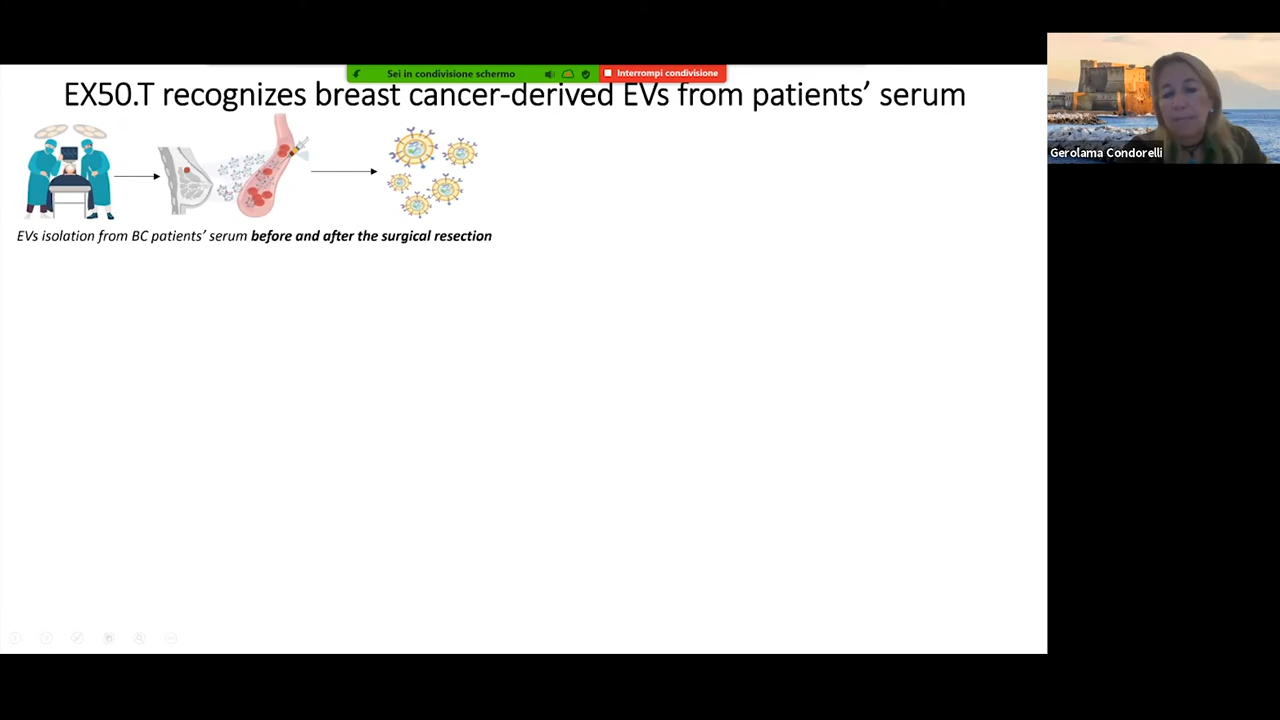 Sei in condivisione schermo
Interrompi condivisione
EX50.T recognizes breast cancer-derived EVs from patients’ serum
Gerolama Condorelli
EVs isolation from BC patients’ serum before and after the surgical resection